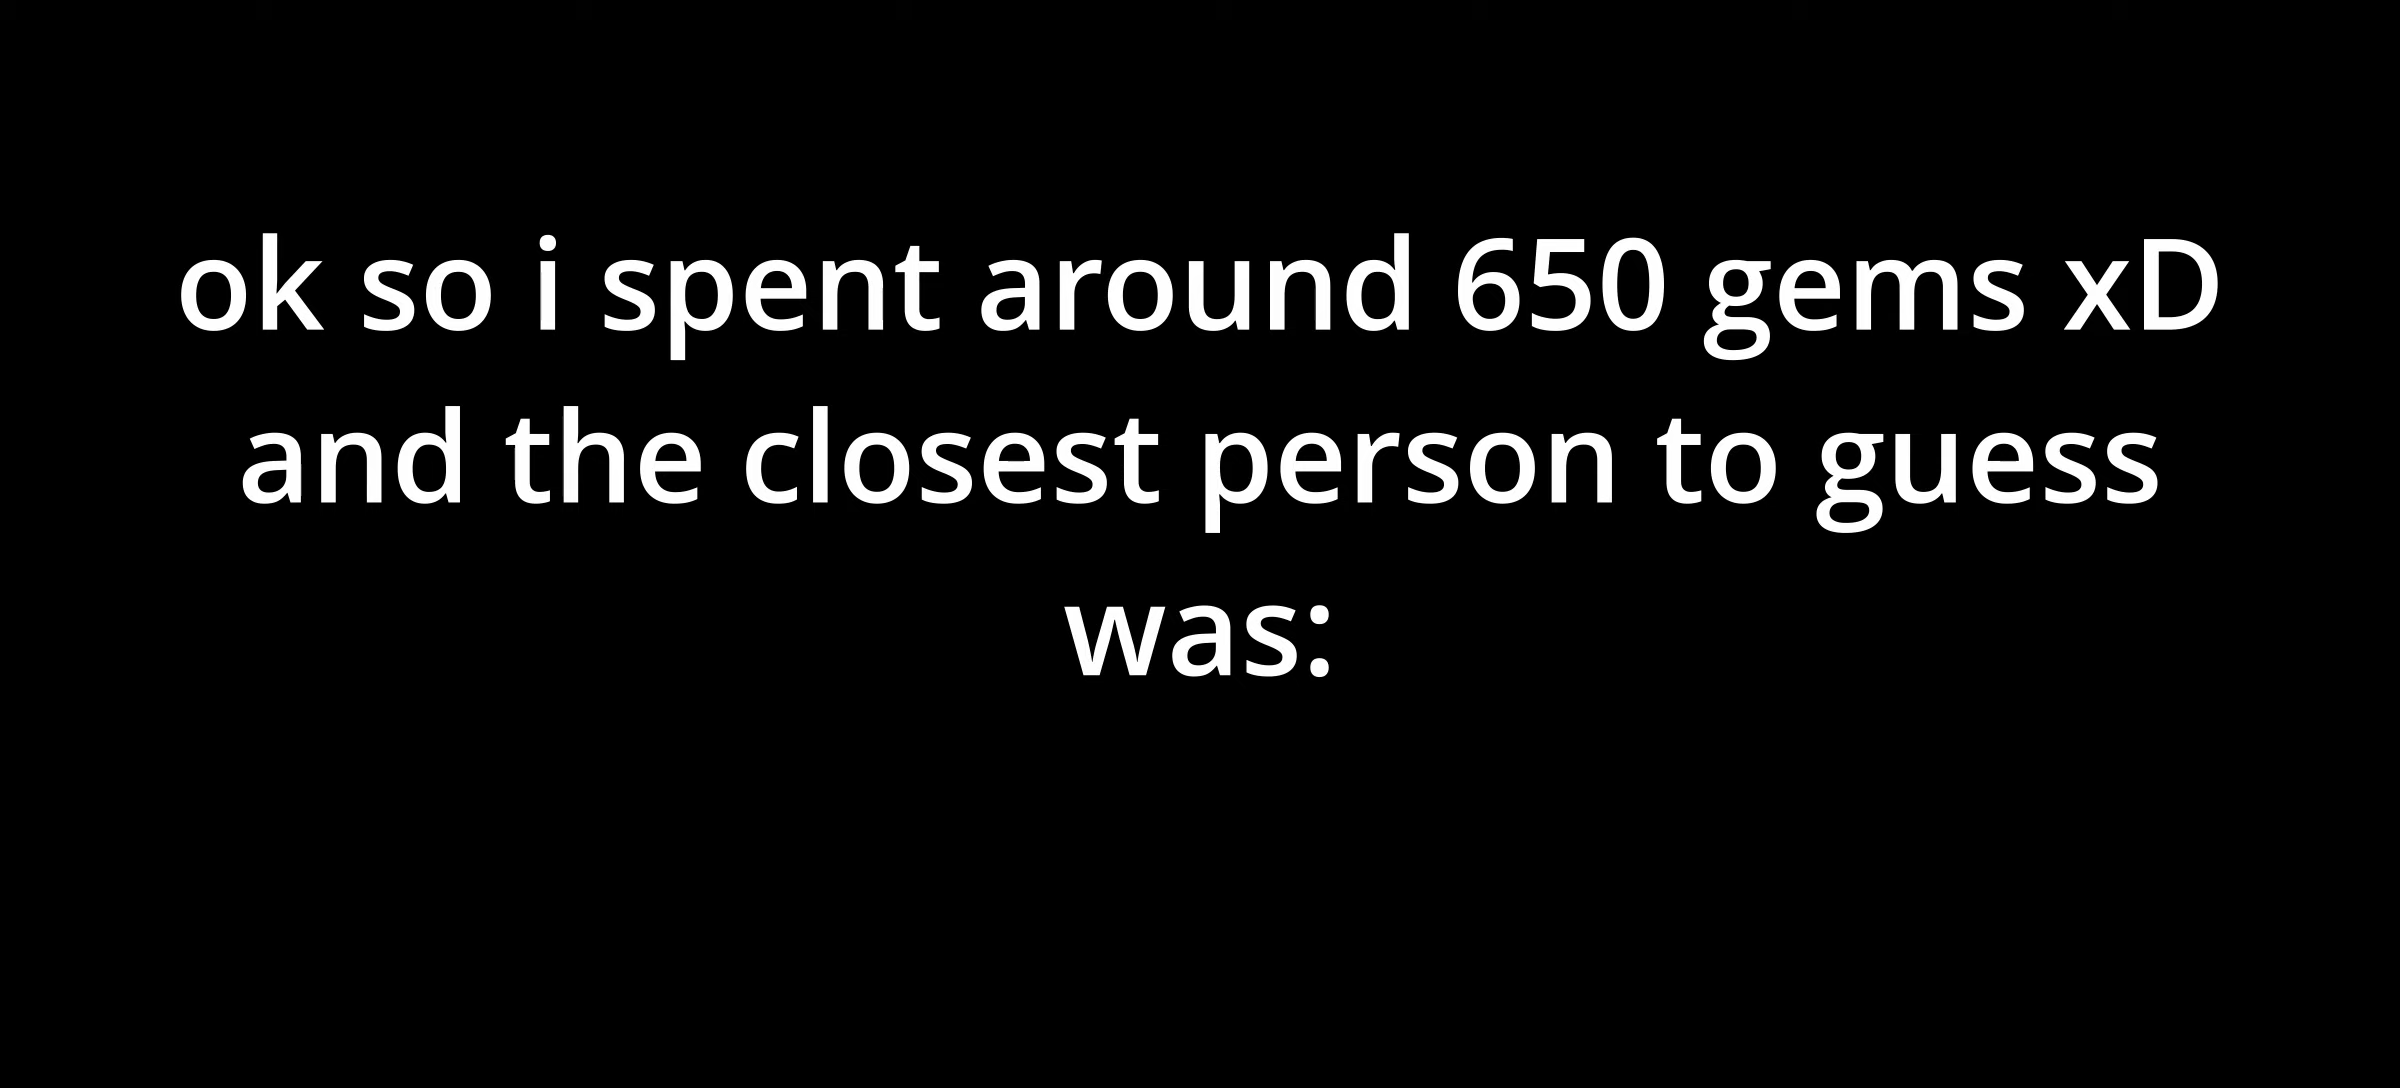 ok so i spent around 650 gems xD
and the closest person to guess
was: